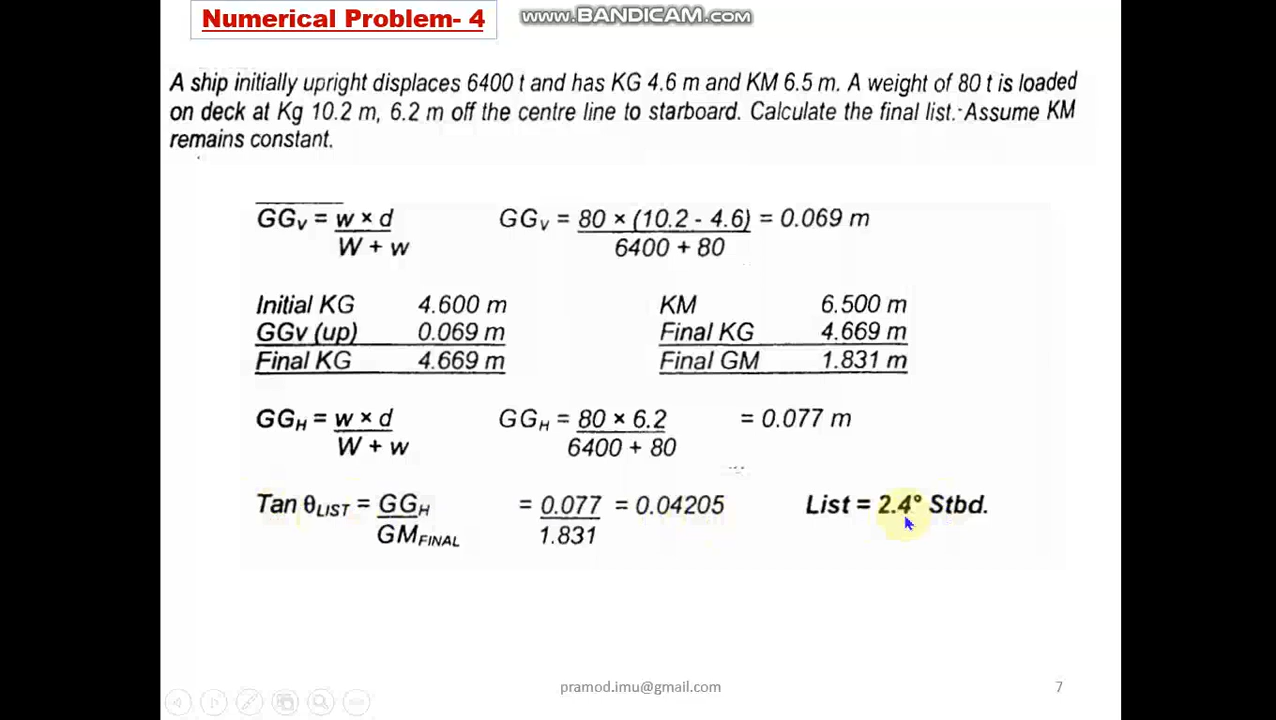 Numerical Problem- 4
www.BANDICAM.com
A ship initially upright displaces 6400 t and has KG 4.6 m and KM 6.5 m. A weight of 80 t is loaded
on deck at Kg 10.2 m, 6.2 m off the centre line to starboard. Calculate the final list. Assume KM
remains constant.
GGV = w × d GGV = 80 × (10.2 - 4.6) = 0.069 m
W + w 6400 + 80
Initial KG 4.600 m KM 6.500 m
GGv (up) 0.069 m Final KG 4.669 m
Final KG 4.669 m Final GM 1.831 m
GGH = w × d GGH = 80 × 6.2 = 0.077 m
W + w 6400 + 80
Tan θLIST = GGH = 0.077 = 0.04205 List = 2.4° Stbd.
GMFINAL 1.831
pramod.imu@gmail.com 7